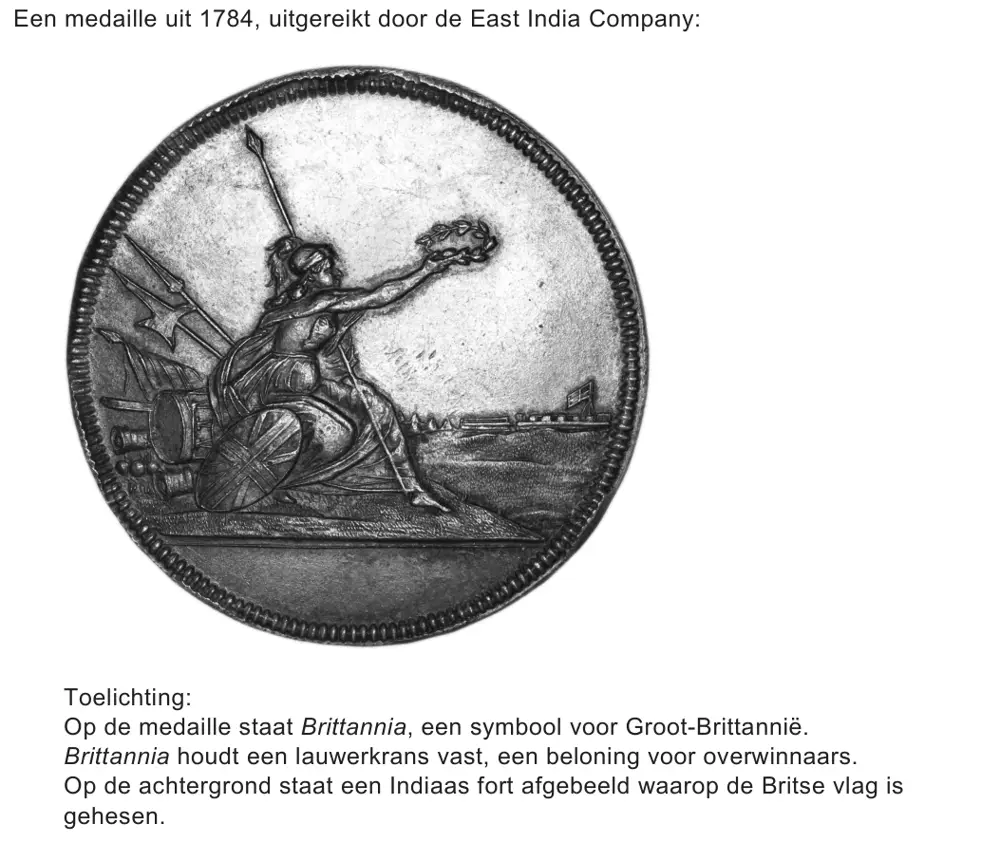 Een medaille uit 1784, uitgereikt door de East India Company:
Toelichting:
Op de medaille staat Brittannia, een symbool voor Groot-Brittannië.
Brittannia houdt een lauwerkrans vast, een beloning voor overwinnaars.
Op de achtergrond staat een Indiaas fort afgebeeld waarop de Britse vlag is
gehesen.